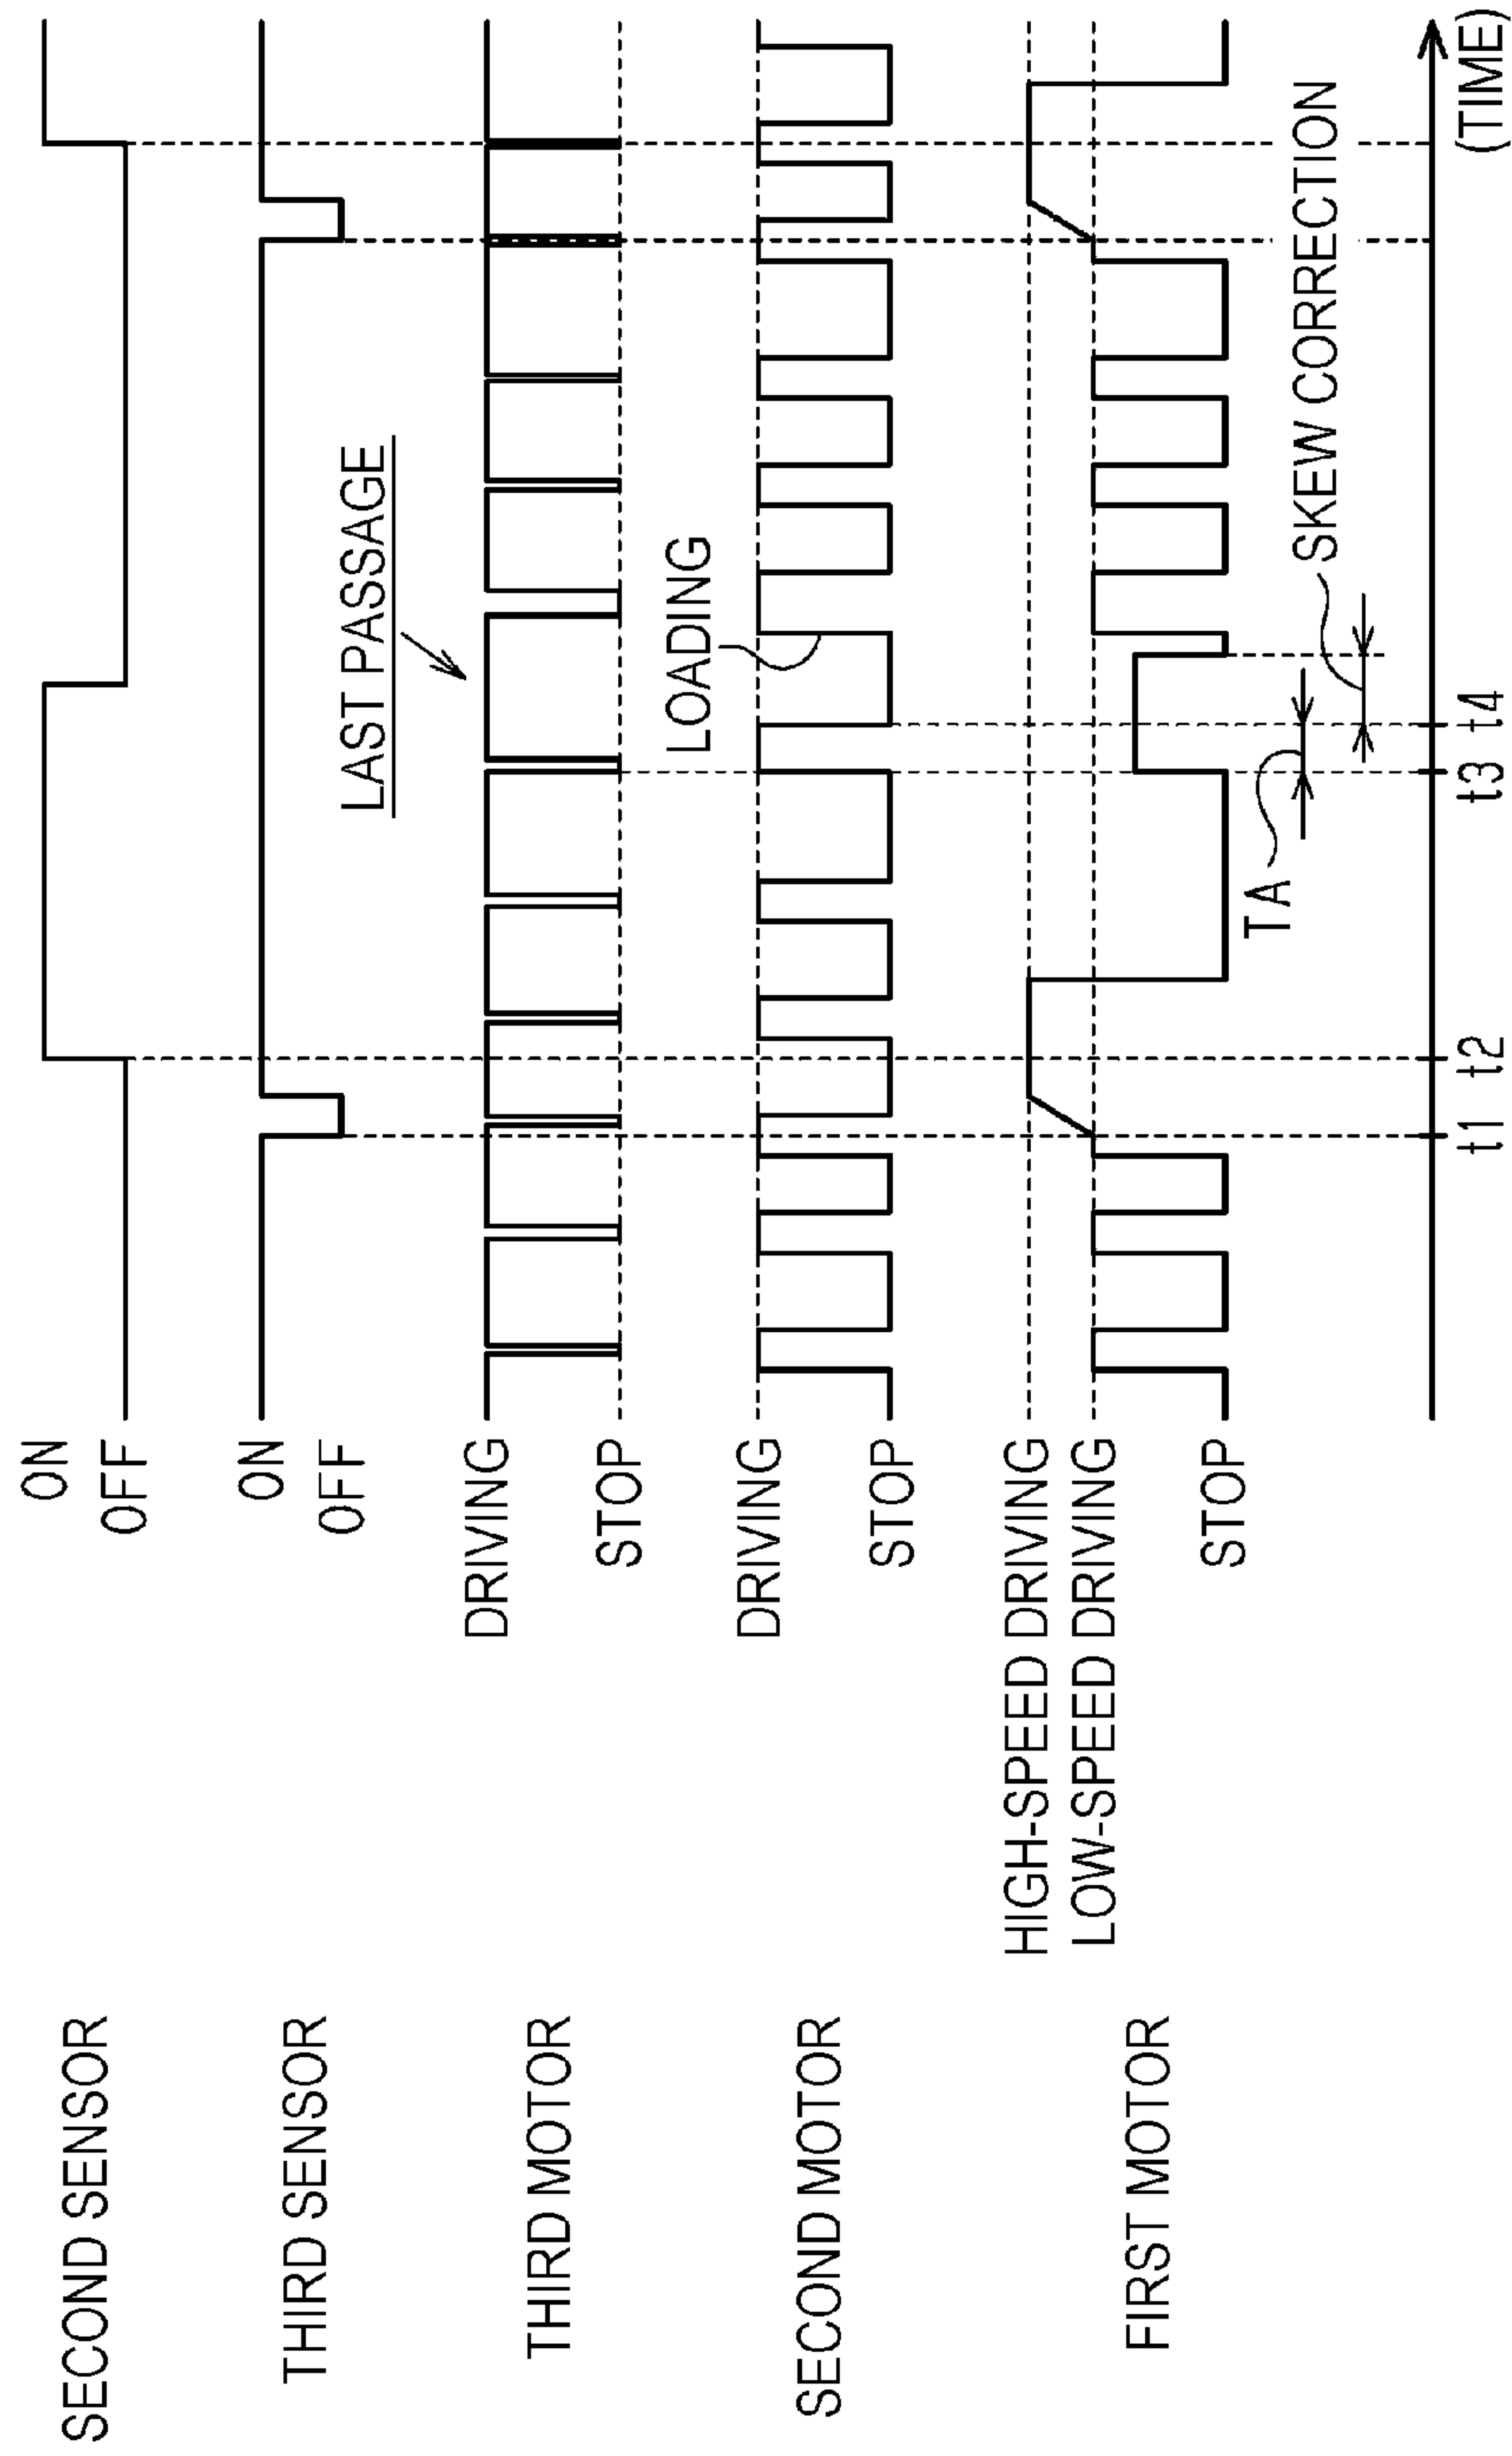 SECOND SENSOR
ON
OFF
THIRD SENSOR
ON
OFF
LAST PASSAGE
THIRD MOTOR
DRIVING
STOP
LOADING
SECOND MOTOR
DRIVING
STOP
FIRST MOTOR
HIGH-SPEED DRIVING
LOW-SPEED DRIVING
STOP
TA
SKEW CORRECTION
t1 t2 t3 t4 (TIME)